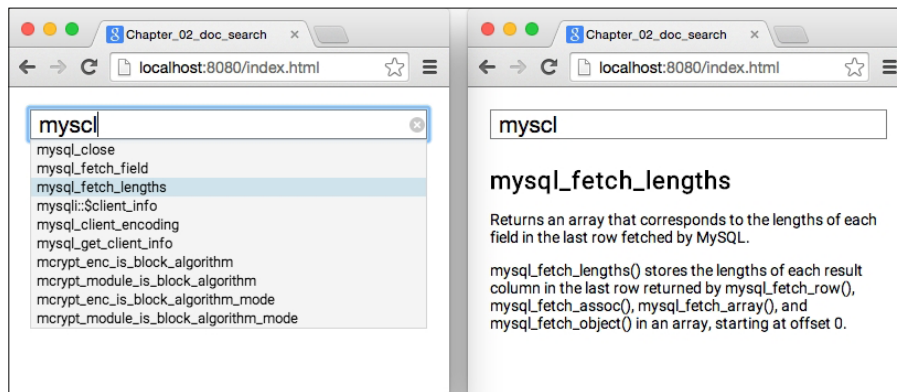 Chapter_02_doc_search
localhost:8080/index.html
myscl
mysql_close
mysql_fetch_field
mysql_fetch_lengths
mysqli::$client_info
mysql_client_encoding
mysql_get_client_info
mcrypt_enc_is_block_algorithm
mcrypt_module_is_block_algorithm
mcrypt_enc_is_block_algorithm_mode
mcrypt_module_is_block_algorithm_mode
Chapter_02_doc_search
localhost:8080/index.html
myscl
mysql_fetch_lengths
Returns an array that corresponds to the lengths of each
field in the last row fetched by MySQL.
mysql_fetch_lengths() stores the lengths of each result
column in the last row returned by mysql_fetch_row(),
mysql_fetch_assoc(), mysql_fetch_array(), and
mysql_fetch_object() in an array, starting at offset 0.